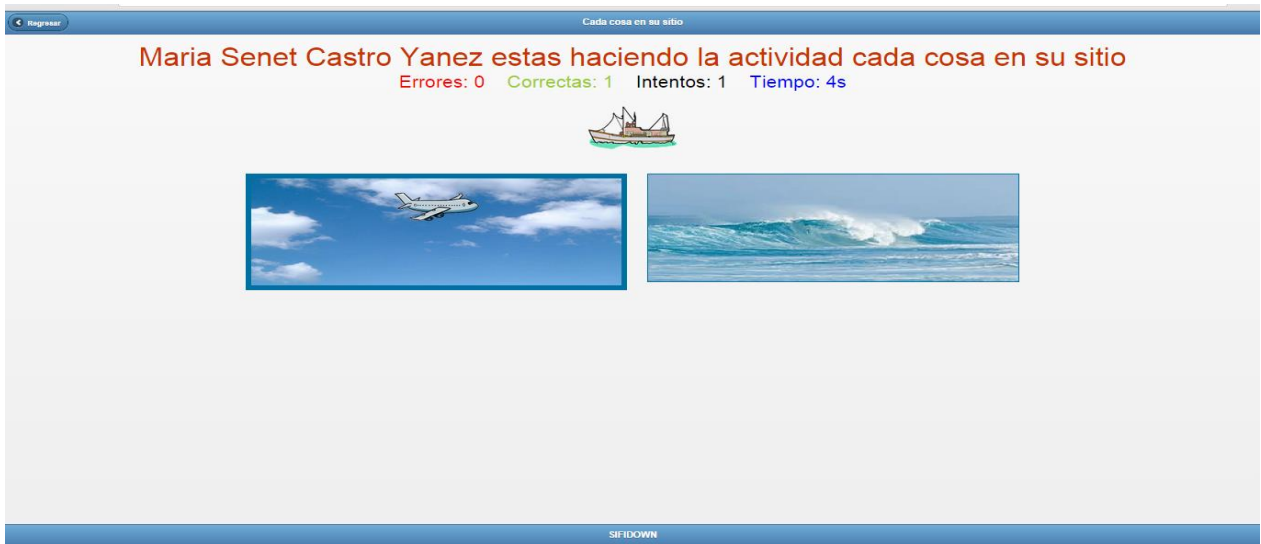 Regresar
Cada cosa en su sitio
Maria Senet Castro Yanez estas haciendo la actividad cada cosa en su sitio
Errores: 0 Correctas: 1 Intentos: 1 Tiempo: 4s
SIFIDOWN